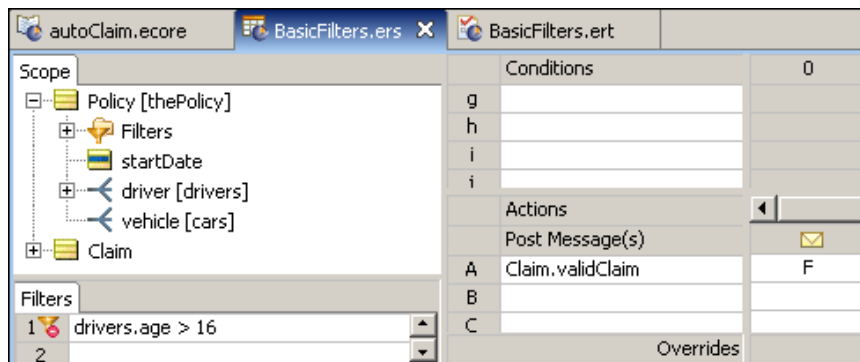 autoClaim.ecore
BasicFilters.ers
BasicFilters.ert
Scope
Policy [thePolicy]
Filters
startDate
driver [drivers]
vehicle [cars]
Claim
Filters
1 drivers.age > 16
2
Conditions 0
g
h
i
j
Actions
Post Message(s)
A Claim.validClaim F
B
C
Overrides